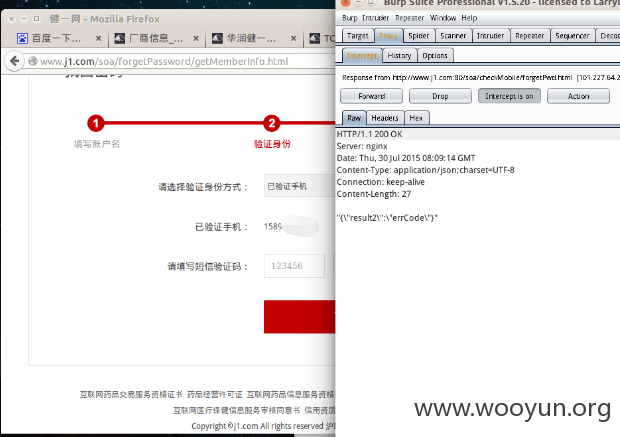 健一网 - Mozilla Firefox
百度一下... × 厂商信息_... × 华润健一... × TC
www.j1.com/soa/forgetPassword/getMemberInfo.html
1 2
填写账户名 验证身份
请选择验证身份方式： 已验证手机
已验证手机： 1589
请填写短信验证码： 123456
互联网药品交易服务资格证书 药品经营许可证 互联网药品信息服务资格
互联网医疗保健信息服务审核同意书 信用资质
Copyright ©j1.com All rights reserved 沪I
Burp Suite Professional v1.5.20 - licensed to Larry
Burp Intruder Repeater Window Help
Target Proxy Spider Scanner Intruder Repeater Sequencer Decod
Intercept History Options
Response from http://www.j1.com:80/soa/checkMobile/forgetPwd.html [101.227.64.2
Forward Drop Intercept is on Action
Raw Headers Hex
HTTP/1.1 200 OK
Server: nginx
Date: Thu, 30 Jul 2015 08:09:14 GMT
Content-Type: application/json;charset=UTF-8
Connection: keep-alive
Content-Length: 27
"{\"result2\":\"errCode\"}"
www.wooyun.org